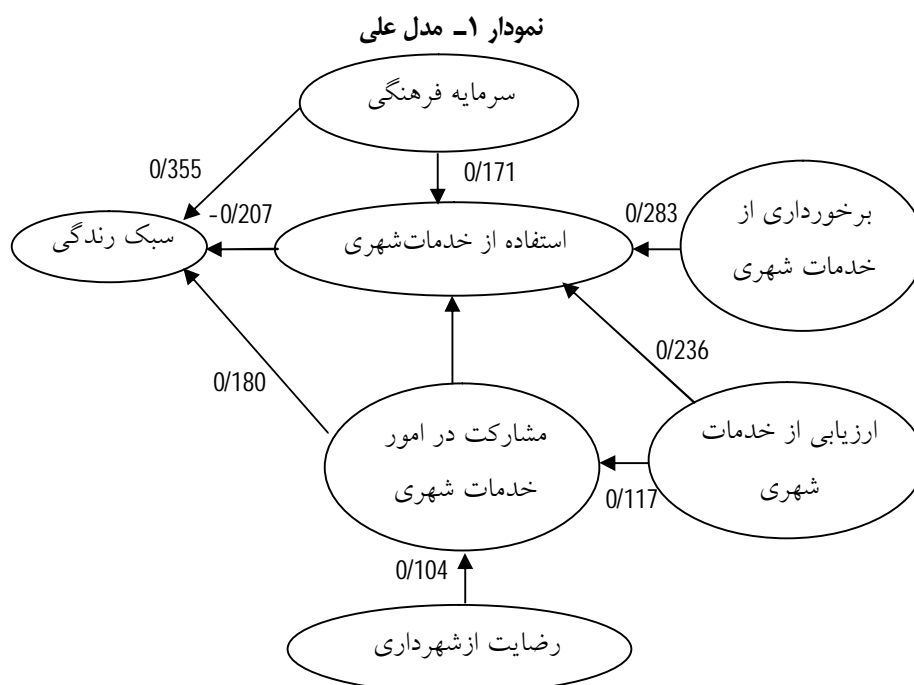 نمودار ۱ـ مدل علی
سرمایه فرهنگی
0/355
0/171
برخورداری از
خدمات شهری
0/283
-0/207
استفاده از خدمات‌شهری
سبک رندگی
0/236
0/180
ارزیابی از خدمات
شهری
مشارکت در امور
خدمات شهری
0/117
0/104
رضایت ازشهرداری